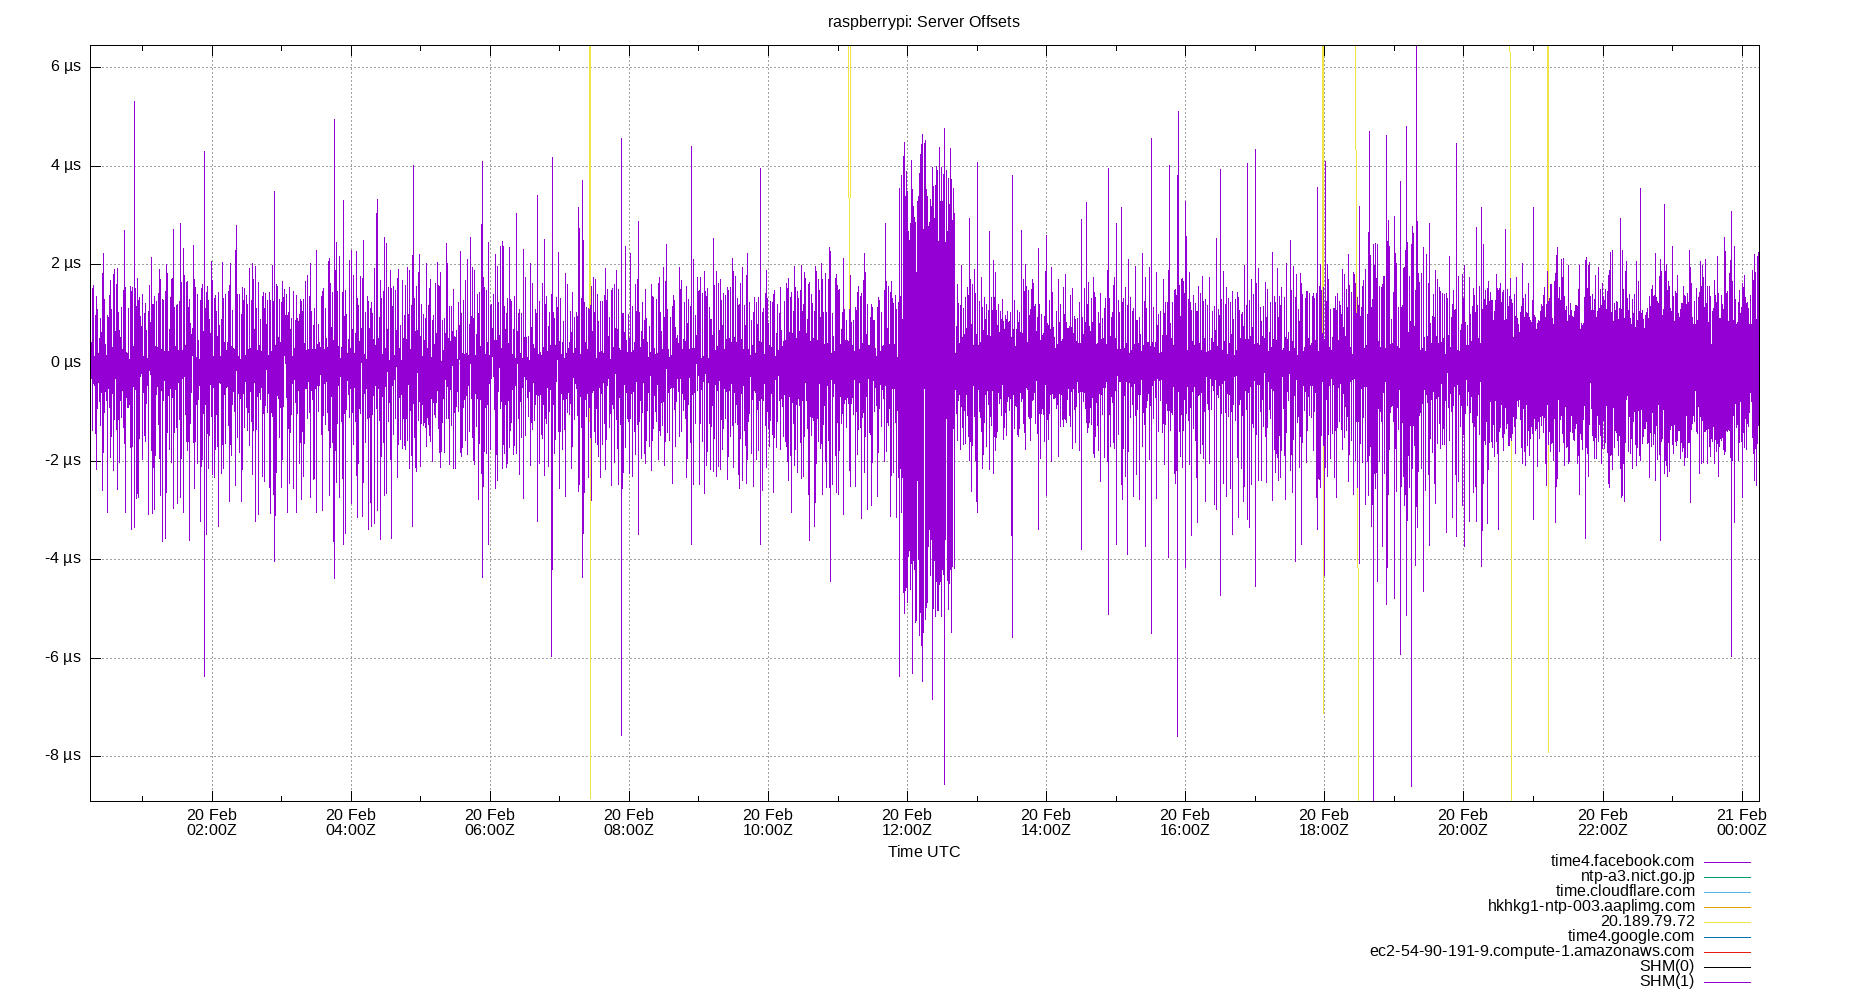 raspberrypi: Server Offsets
6 µs
4 µs
2 µs
0 µs
-2 µs
-4 µs
-6 µs
-8 µs
20 Feb 20 Feb 20 Feb 20 Feb 20 Feb 20 Feb 20 Feb 20 Feb 20 Feb 20 Feb 20 Feb 21 Feb
02:00Z 04:00Z 06:00Z 08:00Z 10:00Z 12:00Z 14:00Z 16:00Z 18:00Z 20:00Z 22:00Z 00:00Z
Time UTC
time4.facebook.com
ntp-a3.nict.go.jp
time.cloudflare.com
hkhkg1-ntp-003.aaplimg.com
20.189.79.72
time4.google.com
ec2-54-90-191-9.compute-1.amazonaws.com
SHM(0)
SHM(1)